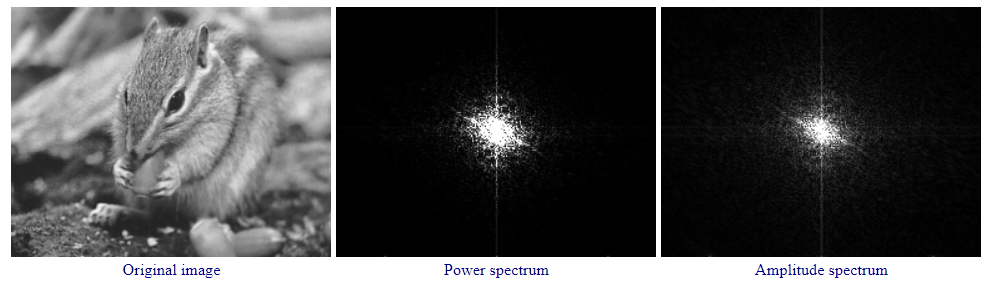 Original image
Power spectrum
Amplitude spectrum